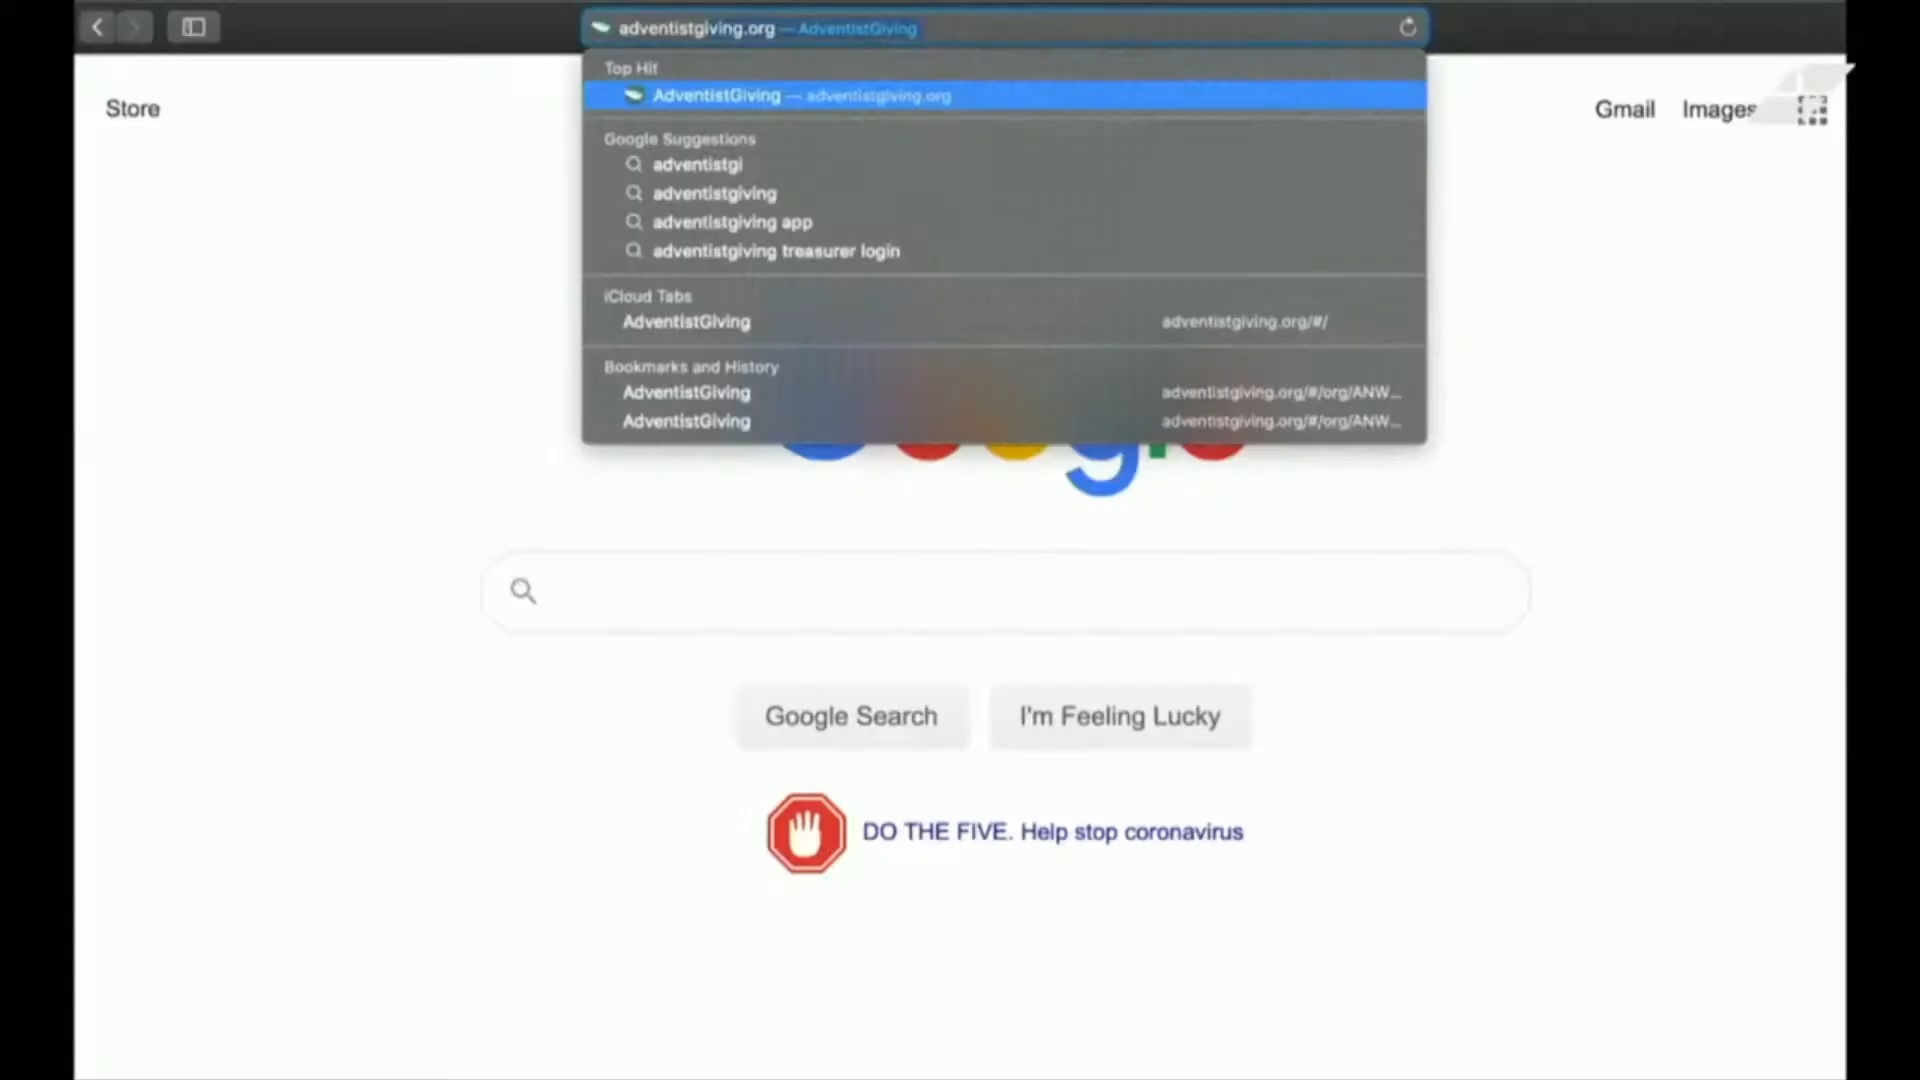 adventistgiving.org — AdventistGiving
Top Hit
AdventistGiving — adventistgiving.org
Store
Gmail Images
Google Suggestions
adventistgi
adventistgiving
adventistgiving app
adventistgiving treasurer login
iCloud Tabs
AdventistGiving adventistgiving.org/#/
Bookmarks and History
AdventistGiving adventistgiving.org/#/org/ANW...
AdventistGiving adventistgiving.org/#/org/ANW...
Google Search I'm Feeling Lucky
DO THE FIVE. Help stop coronavirus